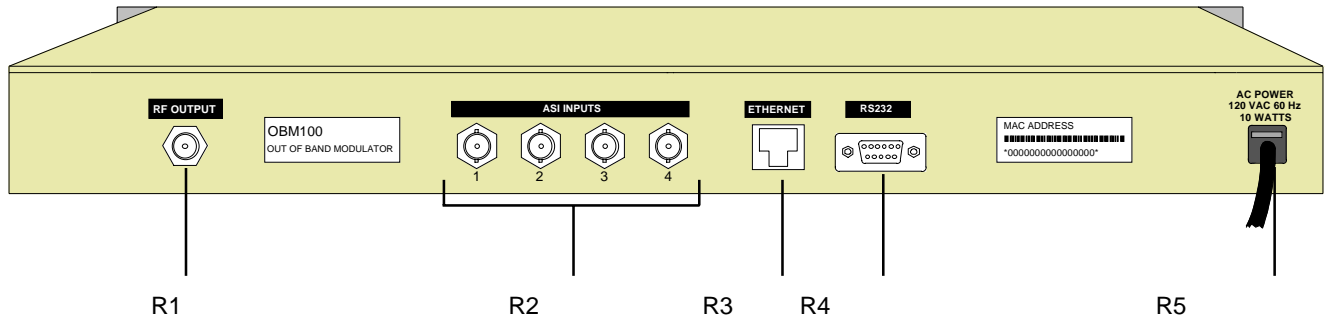 RF OUTPUT
OBM100
OUT OF BAND MODULATOR
ASI INPUTS
1 2 3 4
ETHERNET
RS232
MAC ADDRESS
*0000000000000000*
AC POWER
120 VAC 60 Hz
10 WATTS
R1 R2 R3 R4 R5